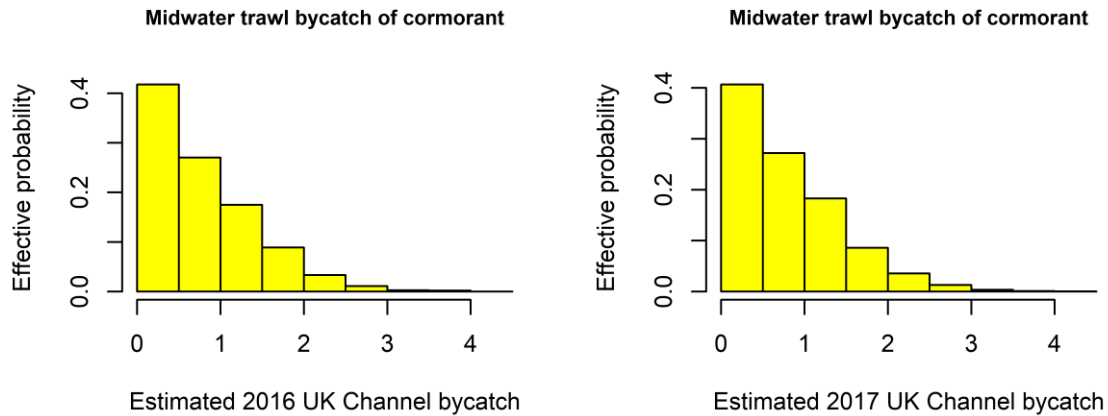 Midwater trawl bycatch of cormorant
Effective probability
0.4
0.2
0.0
0 1 2 3 4
Estimated 2016 UK Channel bycatch
Midwater trawl bycatch of cormorant
Effective probability
0.4
0.2
0.0
0 1 2 3 4
Estimated 2017 UK Channel bycatch